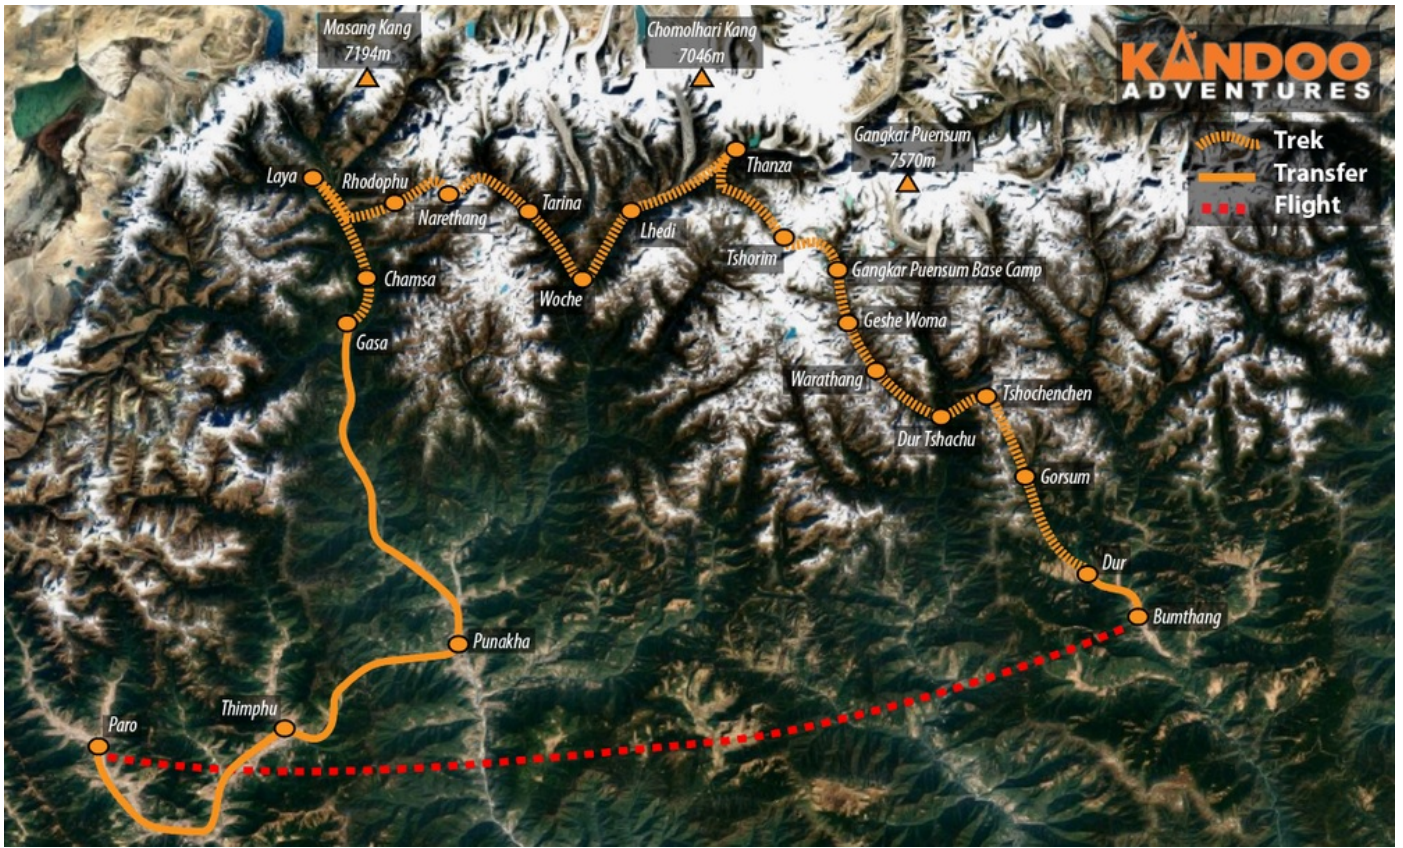 Masang Kang
7194m
Chomolhari Kang
7046m
KANDOO
ADVENTURES
Gangkar Puensum
7570m
Trek
Transfer
Flight
Laya
Rhodophu
Narethang
Tarina
Lhedi
Thanza
Tshorim
Chamsa
Woche
Gangkar Puensum Base Camp
Gasa
Geshe Woma
Warathang
Tshochenchen
Dur Tshachu
Gorsum
Dur
Bumthang
Punakha
Thimphu
Paro